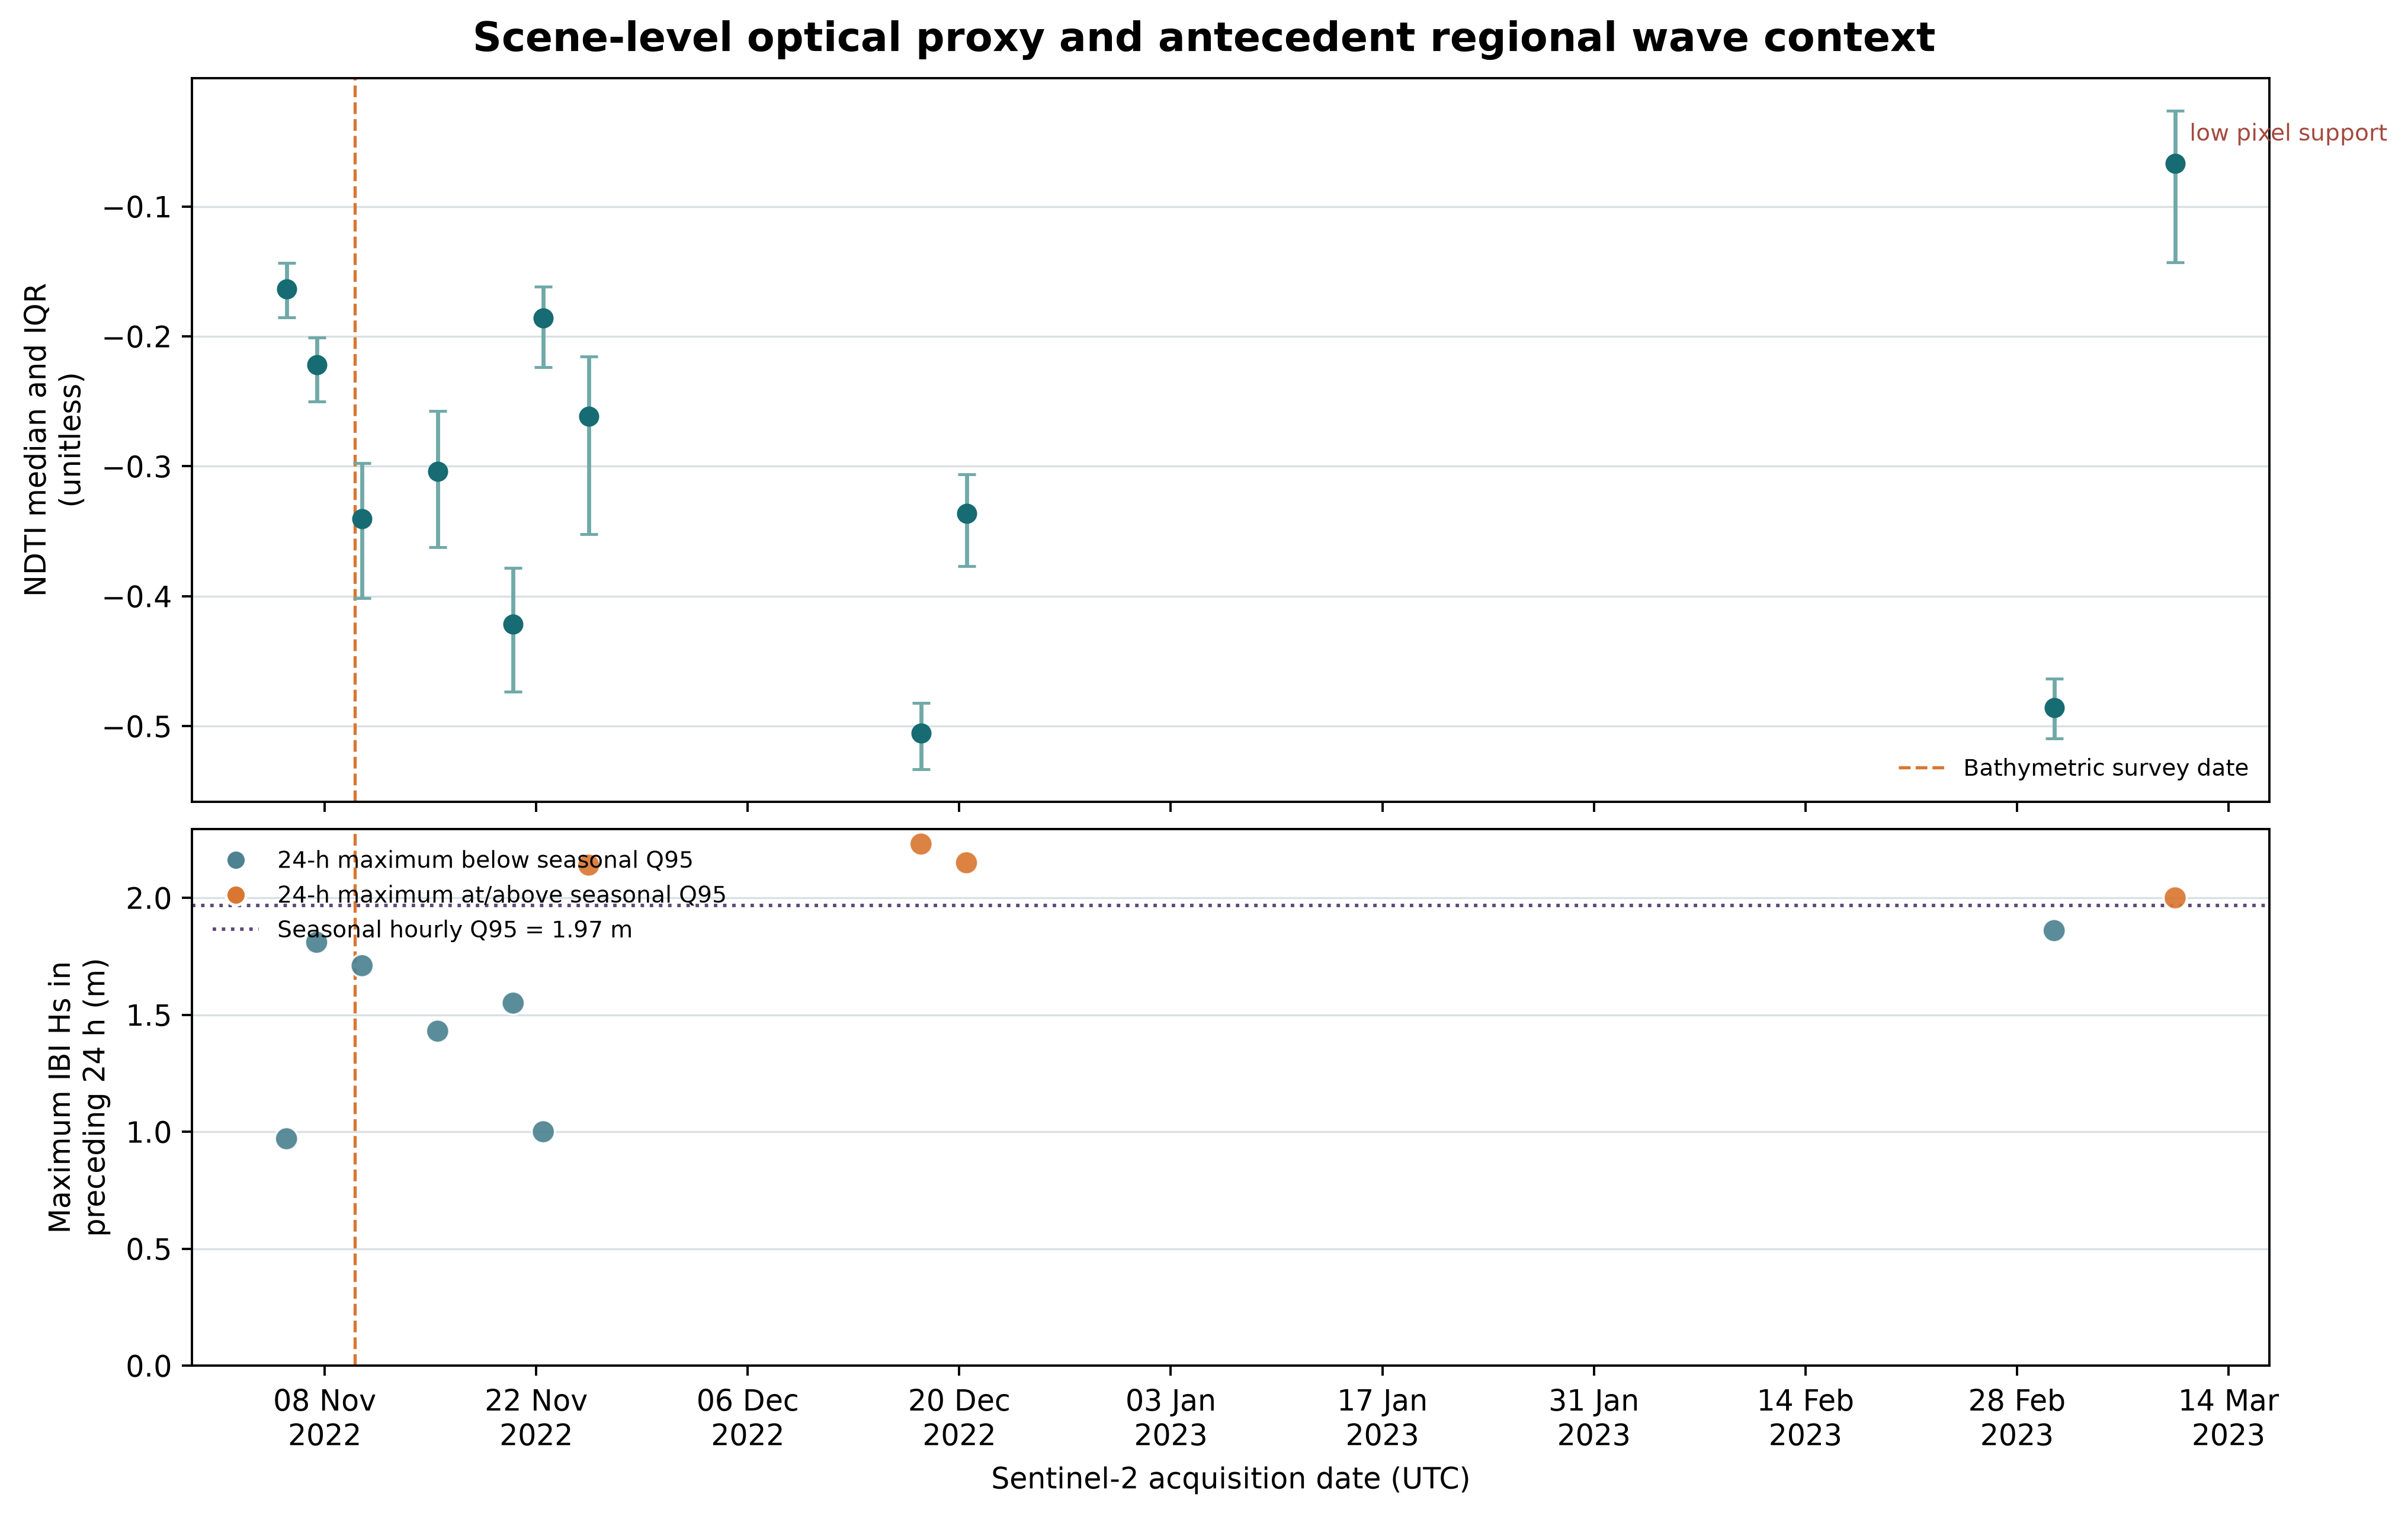 Scene-level optical proxy and antecedent regional wave context
low pixel support
−0.1
−0.2
−0.3
−0.4
−0.5
NDTI median and IQR
(unitless)
Bathymetric survey date
24-h maximum below seasonal Q95
24-h maximum at/above seasonal Q95
Seasonal hourly Q95 = 1.97 m
2.0
1.5
1.0
0.5
0.0
Maximum IBI Hs in
preceding 24 h (m)
08 Nov 22 Nov 06 Dec 20 Dec 03 Jan 17 Jan 31 Jan 14 Feb 28 Feb 14 Mar
2022 2022 2022 2022 2023 2023 2023 2023 2023 2023
Sentinel-2 acquisition date (UTC)